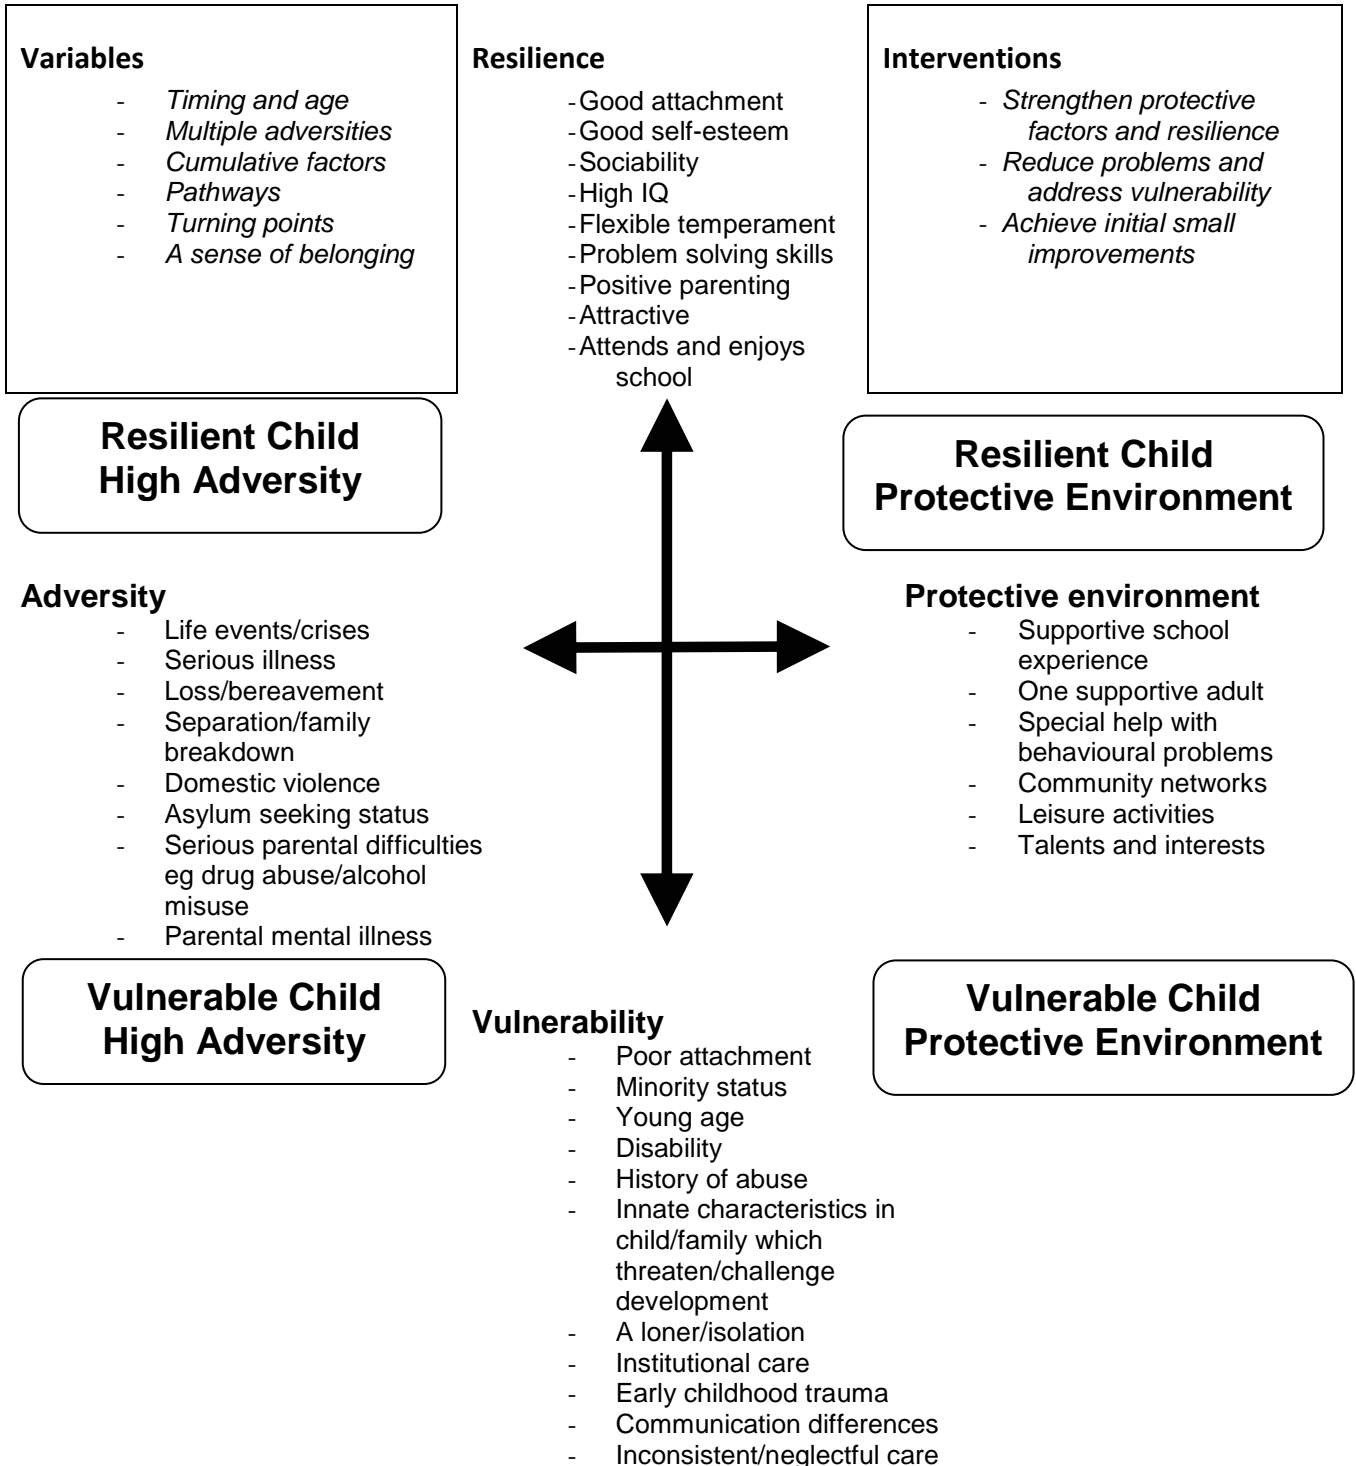 Variables
- Timing and age
- Multiple adversities
- Cumulative factors
- Pathways
- Turning points
- A sense of belonging
Resilience
-Good attachment
-Good self-esteem
-Sociability
-High IQ
-Flexible temperament
-Problem solving skills
-Positive parenting
-Attractive
-Attends and enjoys
school
Interventions
- Strengthen protective
factors and resilience
- Reduce problems and
address vulnerability
- Achieve initial small
improvements
Resilient Child
High Adversity
Resilient Child
Protective Environment
Adversity
- Life events/crises
- Serious illness
- Loss/bereavement
- Separation/family
breakdown
- Domestic violence
- Asylum seeking status
- Serious parental difficulties
eg drug abuse/alcohol
misuse
- Parental mental illness
Protective environment
- Supportive school
experience
- One supportive adult
- Special help with
behavioural problems
- Community networks
- Leisure activities
- Talents and interests
Vulnerable Child
High Adversity
Vulnerability
- Poor attachment
- Minority status
- Young age
- Disability
- History of abuse
- Innate characteristics in
child/family which
threaten/challenge
development
- A loner/isolation
- Institutional care
- Early childhood trauma
- Communication differences
- Inconsistent/neglectful care
Vulnerable Child
Protective Environment